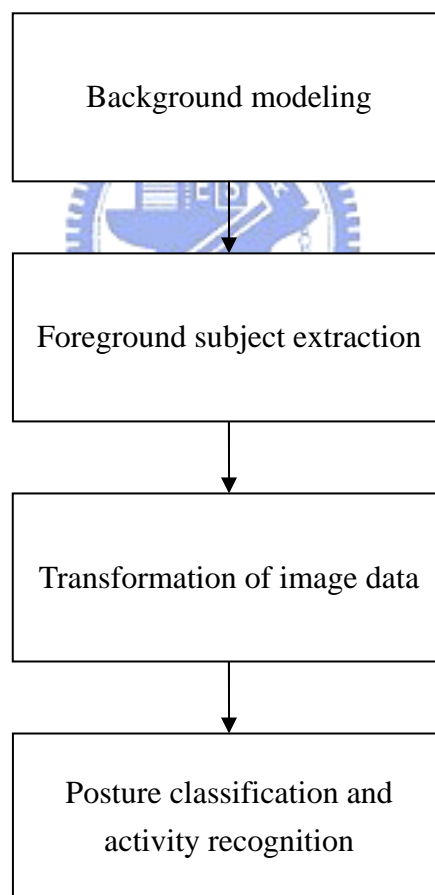 Background modeling
Foreground subject extraction
Transformation of image data
Posture classification and
activity recognition